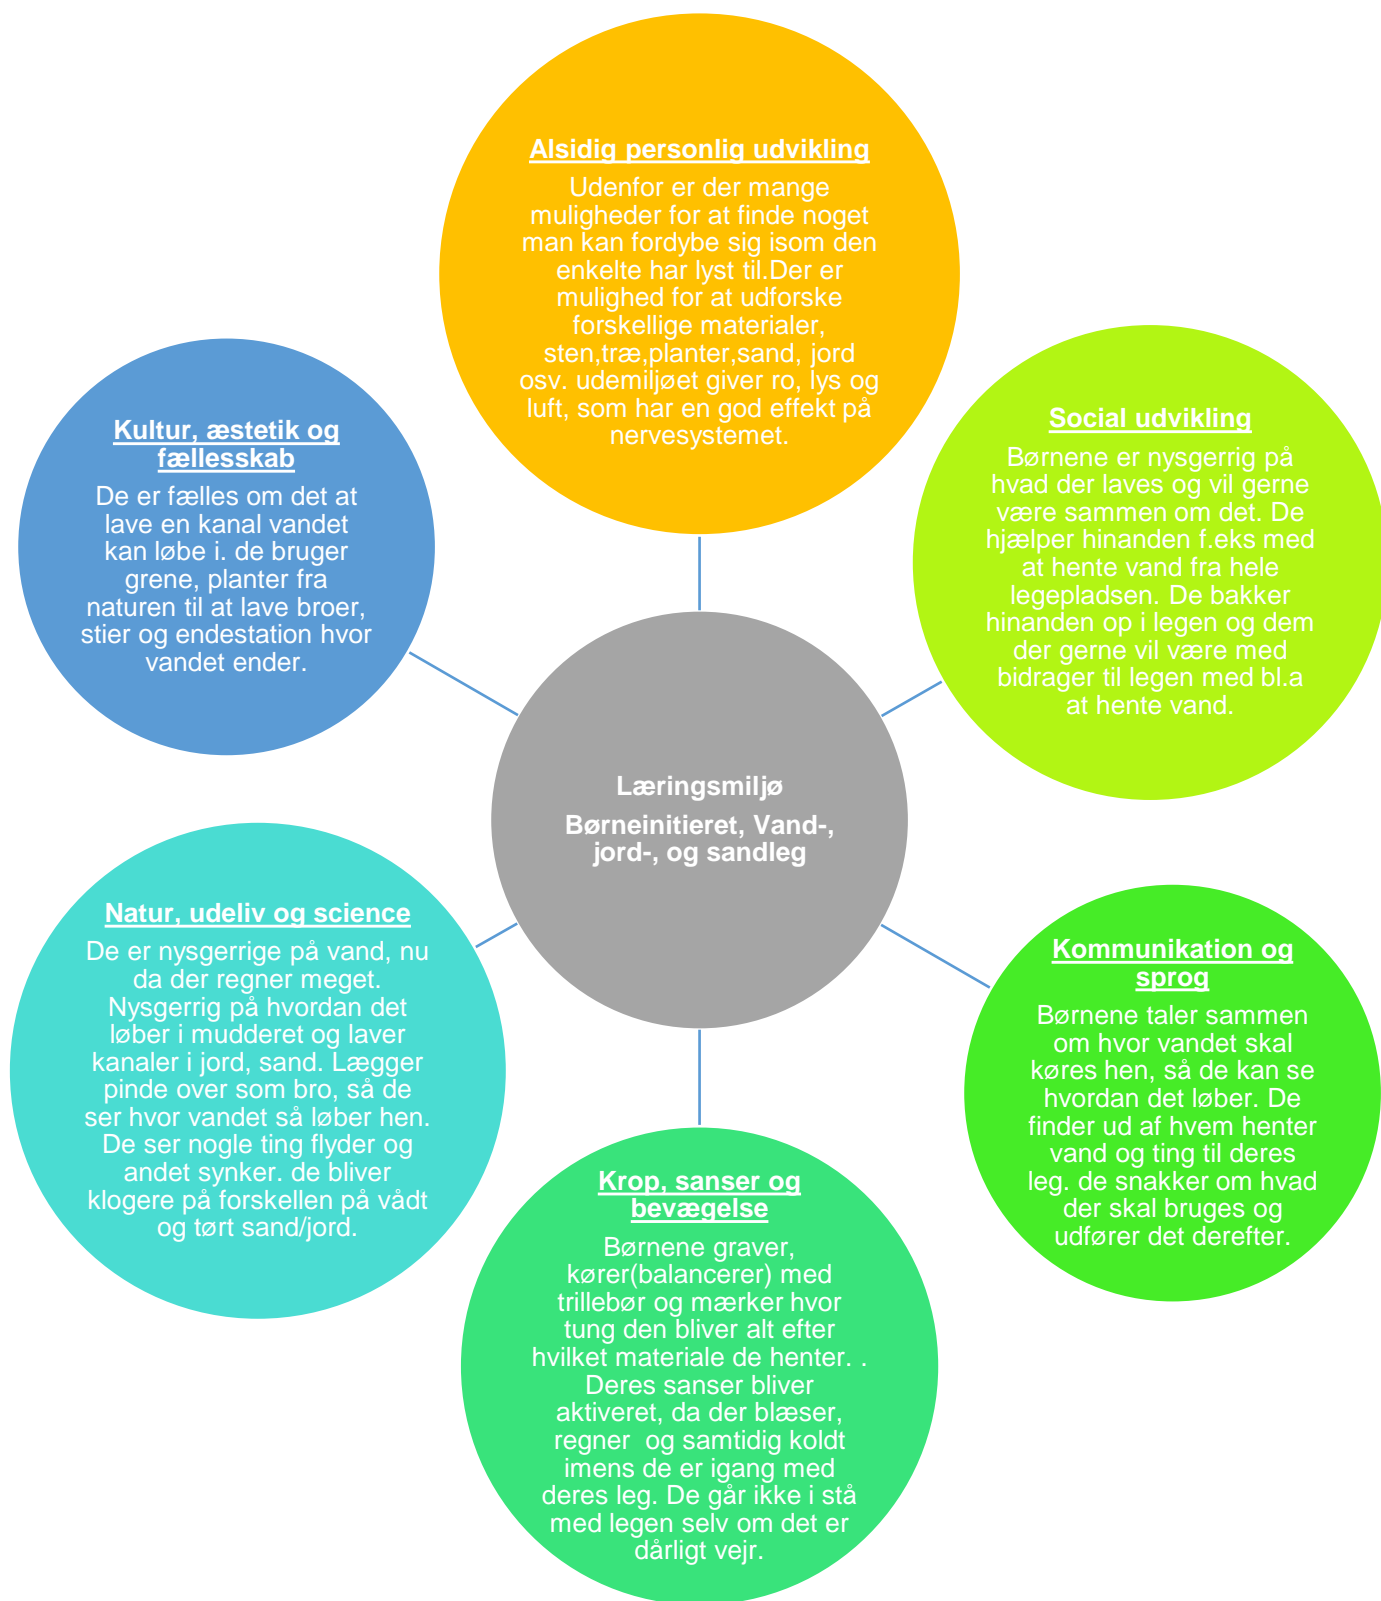 Alsidig personlig udvikling
Udenfor er der mange
muligheder for at finde noget
man kan fordybe sig isom den
enkelte har lyst til.Der er
mulighed for at udforske
forskellige materialer,
sten,træ,planter,sand, jord
osv. udemiljøet giver ro, lys og
luft, som har en god effekt på
nervesystemet.
Social udvikling
Børnene er nysgerrig på
hvad der laves og vil gerne
være sammen om det. De
hjælper hinanden f.eks med
at hente vand fra hele
legepladsen. De bakker
hinanden op i legen og dem
der gerne vil være med
bidrager til legen med bl.a
at hente vand.
Kommunikation og
sprog
Børnene taler sammen
om hvor vandet skal
køres hen, så de kan se
hvordan det løber. De
finder ud af hvem henter
vand og ting til deres
leg. de snakker om hvad
der skal bruges og
udfører det derefter.
Krop, sanser og
bevægelse
Børnene graver,
kører(balancerer) med
trillebør og mærker hvor
tung den bliver alt efter
hvilket materiale de henter. .
Deres sanser bliver
aktiveret, da der blæser,
regner  og samtidig koldt
imens de er igang med
deres leg. De går ikke i stå
med legen selv om det er
dårligt vejr.
Natur, udeliv og science
De er nysgerrige på vand, nu
da der regner meget.
Nysgerrig på hvordan det
løber i mudderet og laver
kanaler i jord, sand. Lægger
pinde over som bro, så de
ser hvor vandet så løber hen.
De ser nogle ting flyder og
andet synker. de bliver
klogere på forskellen på vådt
og tørt sand/jord.
Kultur, æstetik og
fællesskab
De er fælles om det at
lave en kanal vandet
kan løbe i. de bruger
grene, planter fra
naturen til at lave broer,
stier og endestation hvor
vandet ender.
Læringsmiljø
Børneinitieret, Vand-,
jord-, og sandleg